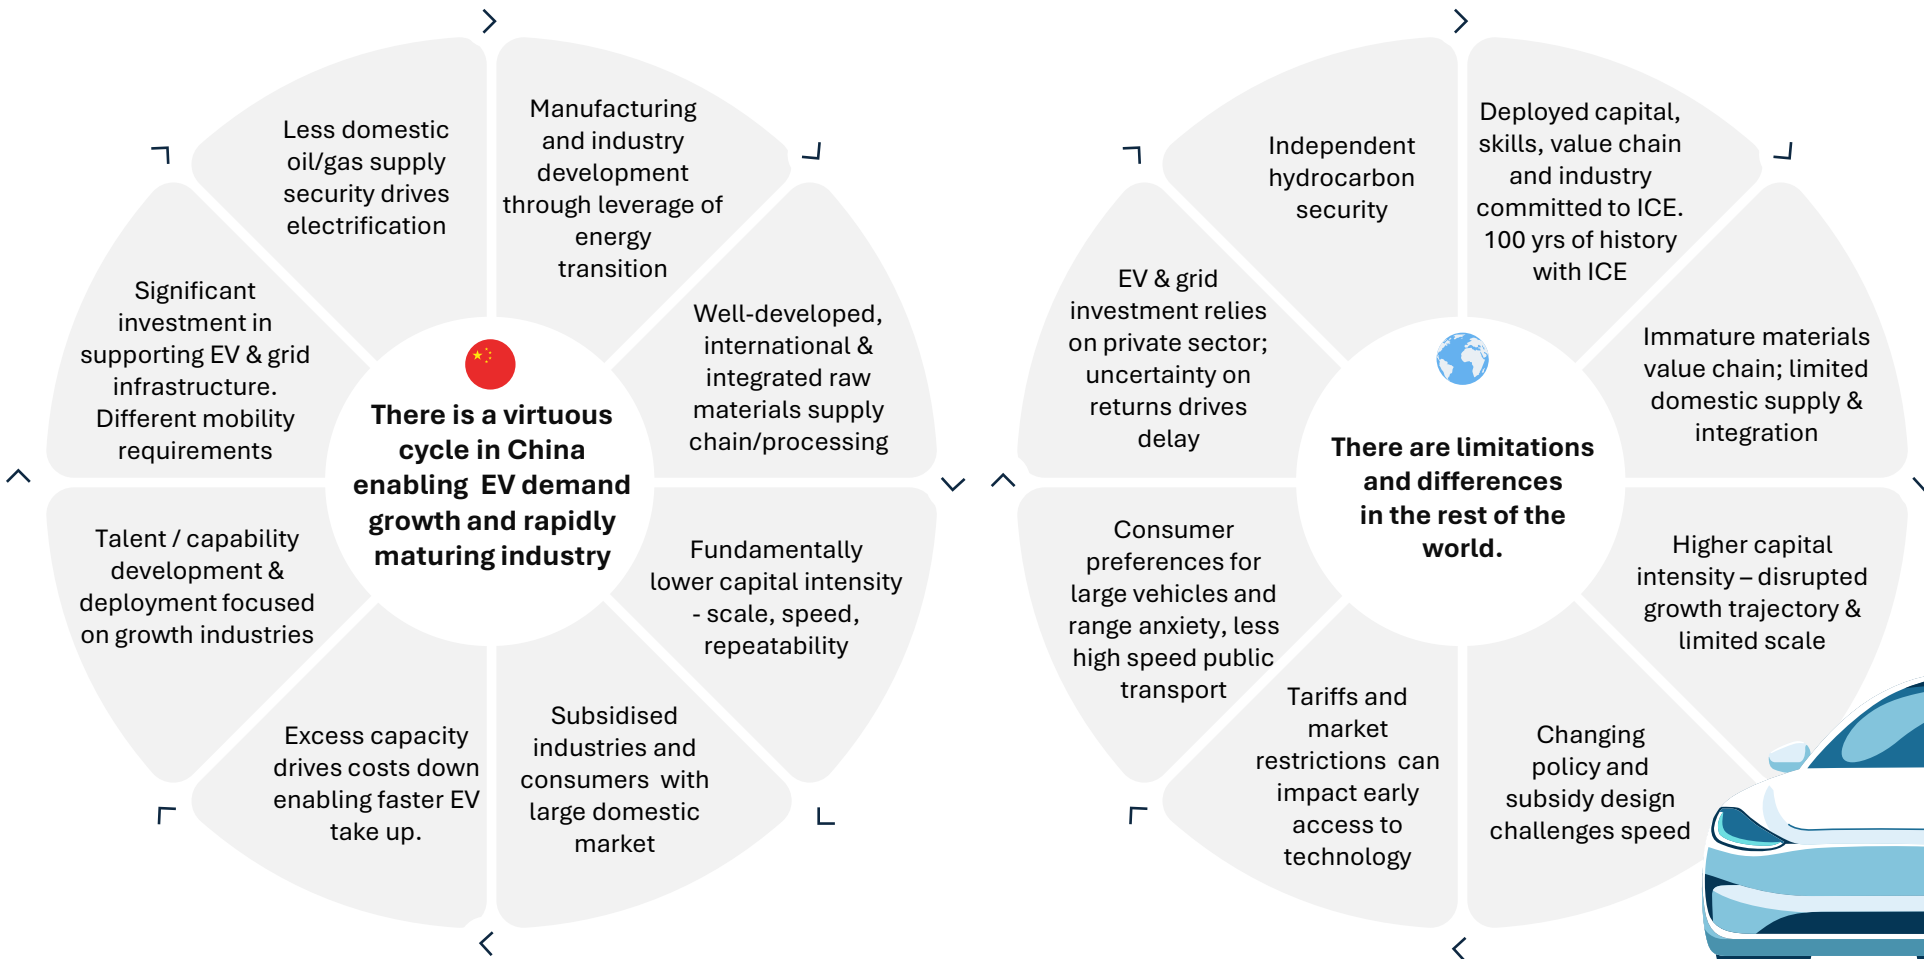 Less domestic
oil/gas supply
security drives
electrification
Manufacturing
and industry
development
through leverage of
energy
transition
Well-developed,
international &
integrated raw
materials supply
chain/processing
Fundamentally
lower capital intensity
- scale, speed,
repeatability
Subsidised
industries and
consumers with
large domestic
market
Excess capacity
drives costs down
enabling faster EV
take up.
Talent / capability
development &
deployment focused
on growth industries
Significant
investment in
supporting EV & grid
infrastructure.
Different mobility
requirements
There is a virtuous
cycle in China
enabling EV demand
growth and rapidly
maturing industry
Independent
hydrocarbon
security
Deployed capital,
skills, value chain
and industry
committed to ICE.
100 yrs of history
with ICE
Immature materials
value chain; limited
domestic supply &
integration
Higher capital
intensity – disrupted
growth trajectory &
limited scale
Changing
policy and
subsidy design
challenges speed
Tariffs and
market
restrictions can
impact early
access to
technology
Consumer
preferences for
large vehicles and
range anxiety, less
high speed public
transport
EV & grid
investment relies
on private sector;
uncertainty on
returns drives
delay
There are limitations
and differences
in the rest of the
world.